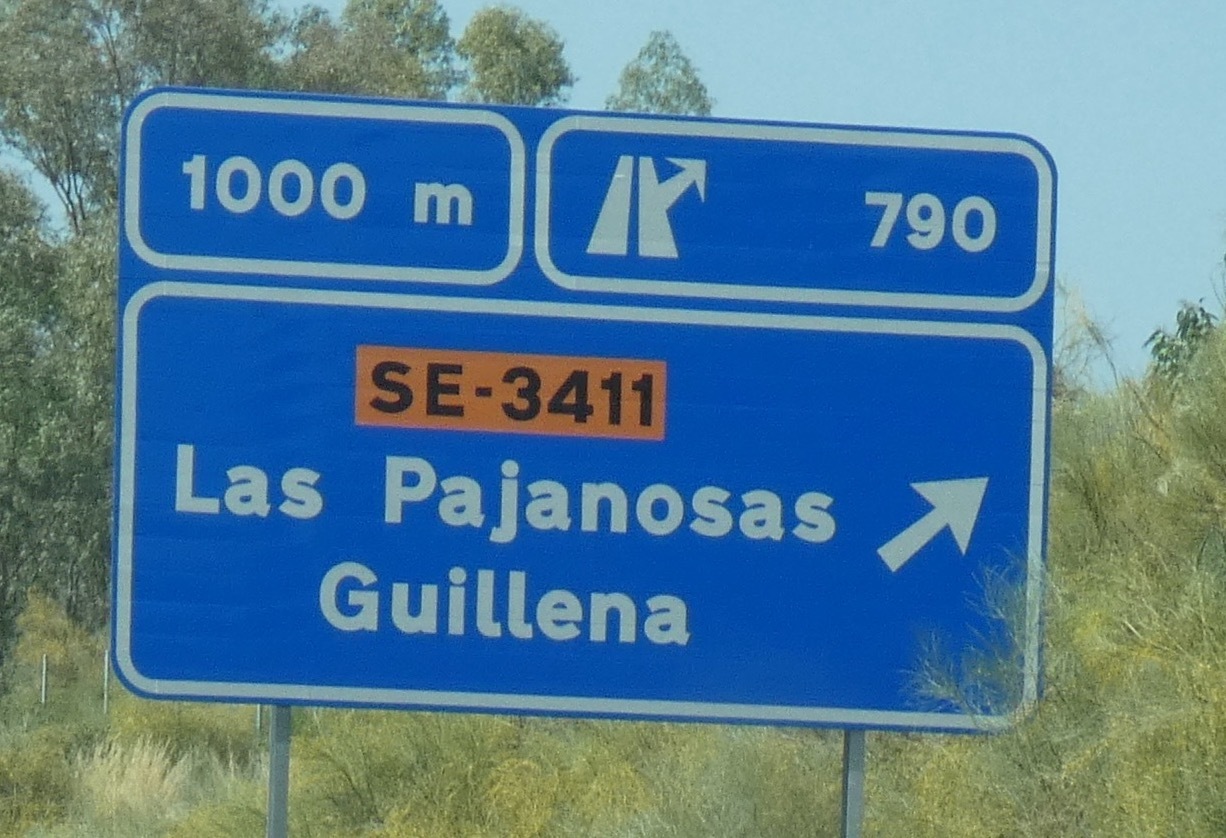 1000 m
790
SE-3411
Las Pajanosas
Guillena